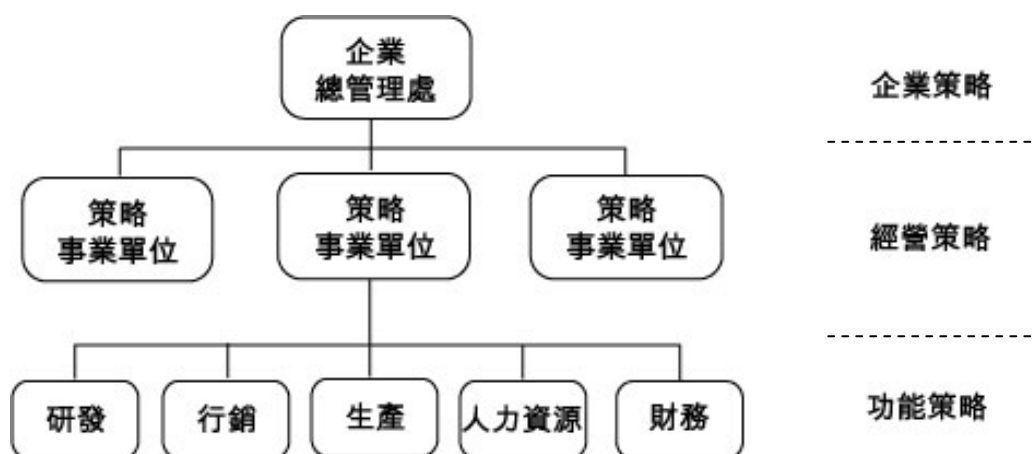 企業
總管理處
企業策略
策略
事業單位
策略
事業單位
策略
事業單位
經營策略
研發
行銷
生產
人力資源
財務
功能策略